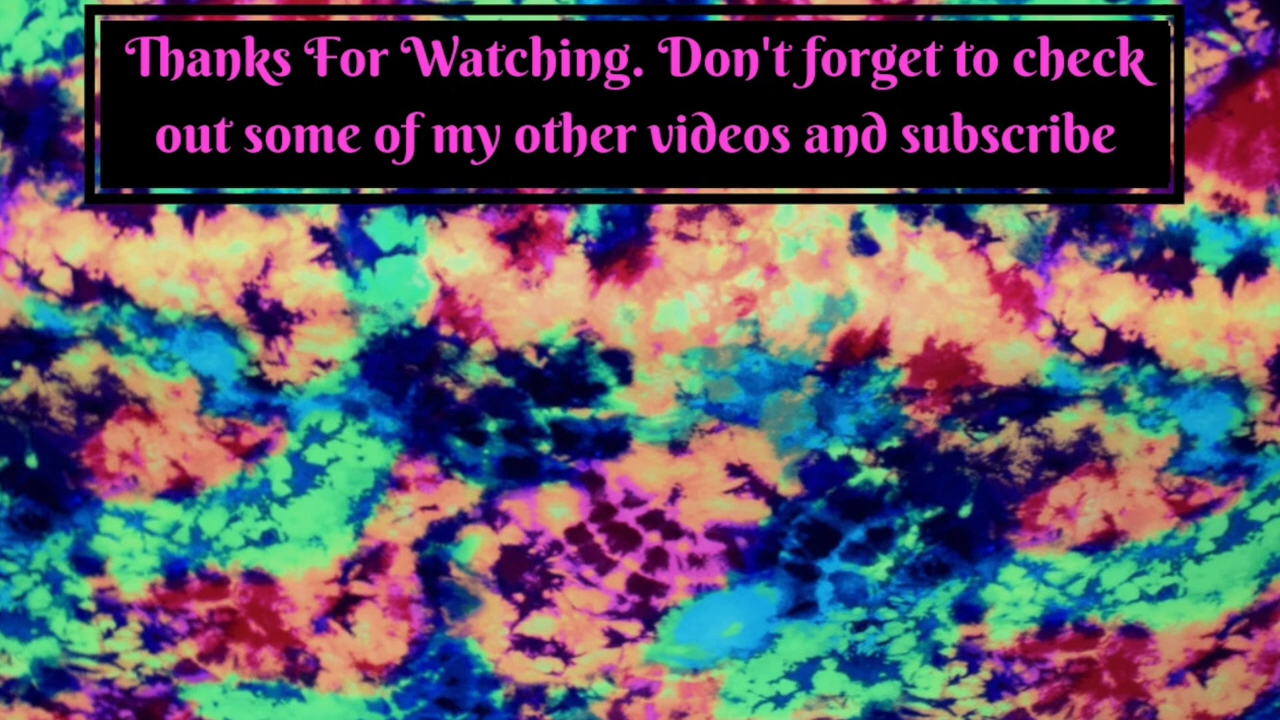 Thanks For Watching. Don't forget to check
out some of my other videos and subscribe